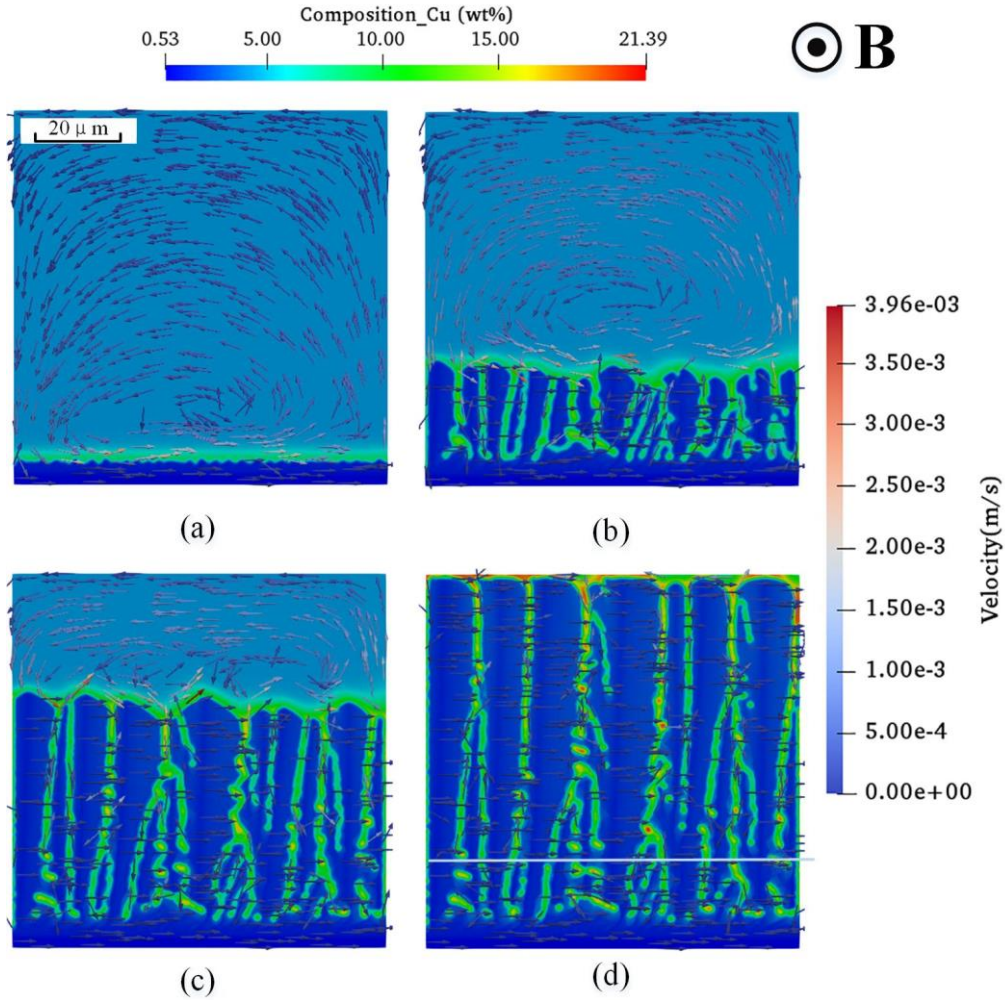 Composition_Cu (wt%)
0.53 5.00 10.00 15.00 21.39
B
20 μ m
(a)
(b)
3.96e-03
3.50e-3
3.00e-3
2.50e-3
2.00e-3
1.50e-3
1.00e-3
5.00e-4
0.00e+00
Velocity(m/s)
(c)
(d)